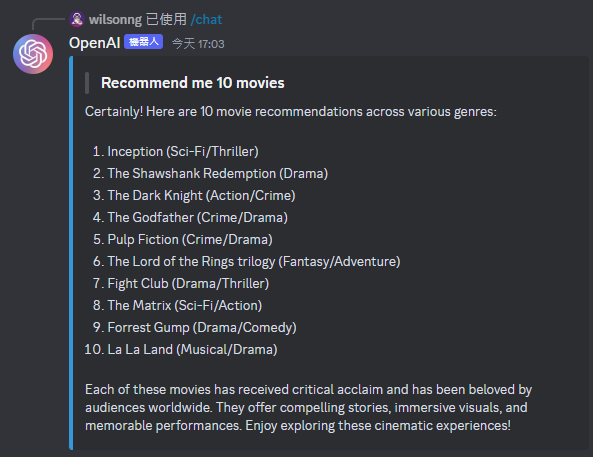 wilsonng 已使用 /chat
OpenAI 機器人 今天 17:03
Recommend me 10 movies
Certainly! Here are 10 movie recommendations across various genres:
1. Inception (Sci-Fi/Thriller)
2. The Shawshank Redemption (Drama)
3. The Dark Knight (Action/Crime)
4. The Godfather (Crime/Drama)
5. Pulp Fiction (Crime/Drama)
6. The Lord of the Rings trilogy (Fantasy/Adventure)
7. Fight Club (Drama/Thriller)
8. The Matrix (Sci-Fi/Action)
9. Forrest Gump (Drama/Comedy)
10. La La Land (Musical/Drama)
Each of these movies has received critical acclaim and has been beloved by
audiences worldwide. They offer compelling stories, immersive visuals, and
memorable performances. Enjoy exploring these cinematic experiences!